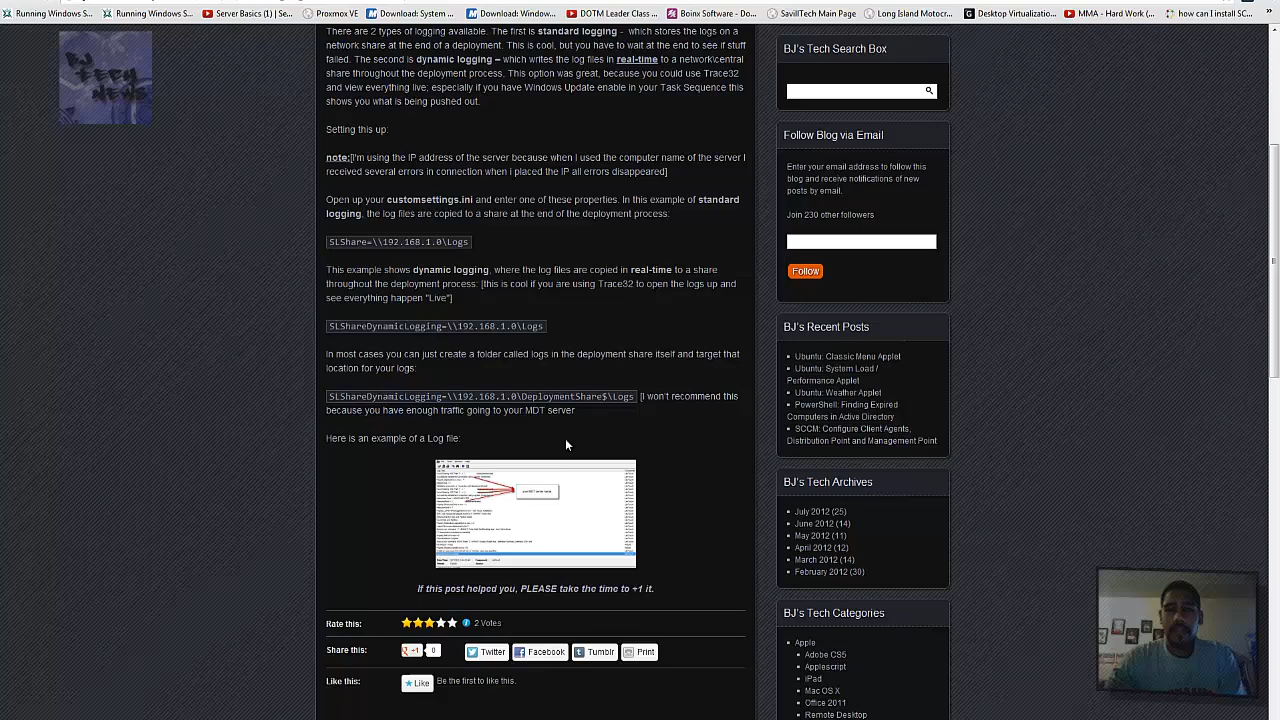 Running Windows S...
Running Windows S...
Server Basics (1) | Se...
Proxmox VE
Download: System ...
Download: Window...
DOTM Leader Class ...
Boinx Software - Do...
SavillTech Main Page
Long Island Motocr...
Desktop Virtualizatio...
MMA - Hard Work (...
how can I install SC...
»
BJ
TECH
NEWS
There are 2 types of logging available. The first is standard logging - which stores the logs on a
network share at the end of a deployment. This is cool, but you have to wait at the end to see if stuff
failed. The second is dynamic logging – which writes the log files in real-time to a network\central
share throughout the deployment process. This option was great, because you could use Trace32
and view everything live; especially if you have Windows Update enable in your Task Sequence this
shows you what is being pushed out.
Setting this up:
note:[I'm using the IP address of the server because when I used the computer name of the server I
received several errors in connection when i placed the IP all errors disappeared]
Open up your customsettings.ini and enter one of these properties. In this example of standard
logging, the log files are copied to a share at the end of the deployment process:
SLShare=\\192.168.1.0\Logs
This example shows dynamic logging, where the log files are copied in real-time to a share
throughout the deployment process: [this is cool if you are using Trace32 to open the logs up and
see everything happen "Live"]
SLShareDynamicLogging=\\192.168.1.0\Logs
In most cases you can just create a folder called logs in the deployment share itself and target that
location for your logs:
SLShareDynamicLogging=\\192.168.1.0\DeploymentShare$\Logs [I won't recommend this
because you have enough traffic going to your MDT server
Here is an example of a Log file:
If this post helped you, PLEASE take the time to +1 it.
Rate this: 2 Votes
Share this: +1 0 Twitter Facebook Tumblr Print
Like this: Like Be the first to like this.
BJ's Tech Search Box
Follow Blog via Email
Enter your email address to follow this
blog and receive notifications of new
posts by email.
Join 230 other followers
Follow
BJ's Recent Posts
Ubuntu: Classic Menu Applet
Ubuntu: System Load /
Performance Applet
Ubuntu: Weather Applet
PowerShell: Finding Expired
Computers in Active Directory
SCCM: Configure Client Agents,
Distribution Point and Management Point
BJ's Tech Archives
July 2012 (25)
June 2012 (14)
May 2012 (11)
April 2012 (12)
March 2012 (14)
February 2012 (30)
BJ's Tech Categories
Apple
Adobe CS5
Applescript
iPad
Mac OS X
Office 2011
Remote Desktop